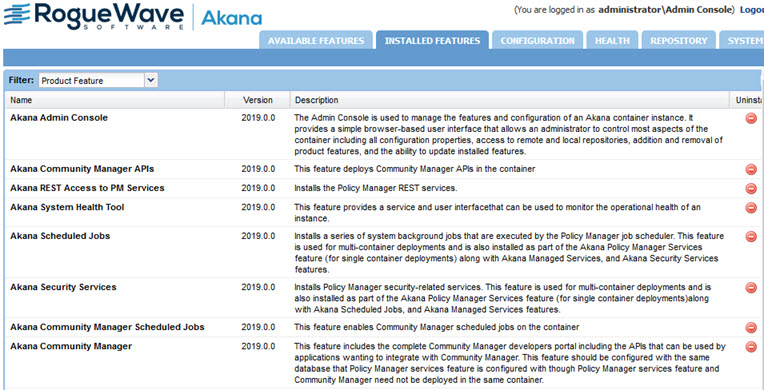 RogueWave
SOFTWARE
Akana
(You are logged in as administrator\Admin Console) Logou
AVAILABLE FEATURES INSTALLED FEATURES CONFIGURATION HEALTH REPOSITORY SYSTEM
Filter: Product Feature
Name Version Description Uninsta
Akana Admin Console 2019.0.0 The Admin Console is used to manage the features and configuration of an Akana container instance. It
provides a simple browser-based user interface that allows an administrator to control most aspects of the
container including all configuration properties, access to remote and local repositories, addition and removal of
product features, and the ability to update installed features.
Akana Community Manager APIs 2019.0.0 This feature deploys Community Manager APIs in the container
Akana REST Access to PM Services 2019.0.0 Installs the Policy Manager REST services.
Akana System Health Tool 2019.0.0 This feature provides a service and user interfacethat can be used to monitor the operational health of an
instance.
Akana Scheduled Jobs 2019.0.0 Installs a series of system background jobs that are executed by the Policy Manager job scheduler. This feature
is used for multi-container deployments and is also installed as part of the Akana Policy Manager Services
feature (for single container deployments) along with Akana Managed Services, and Akana Security Services
features.
Akana Security Services 2019.0.0 Installs Policy Manager security-related services. This feature is used for multi-container deployments and is
also installed as part of the Akana Policy Manager Services feature (for single container deployments)along
with Akana Scheduled Jobs, and Akana Managed Services features.
Akana Community Manager Scheduled Jobs 2019.0.0 This feature enables Community Manager scheduled jobs on the container
Akana Community Manager 2019.0.0 This feature includes the complete Community Manager developers portal including the APIs that can be used by
applications wanting to integrate with Community Manager. This feature should be configured with the same
database that Policy Manager services feature is configured with though Policy Manager services feature and
Community Manager need not be deployed in the same container.